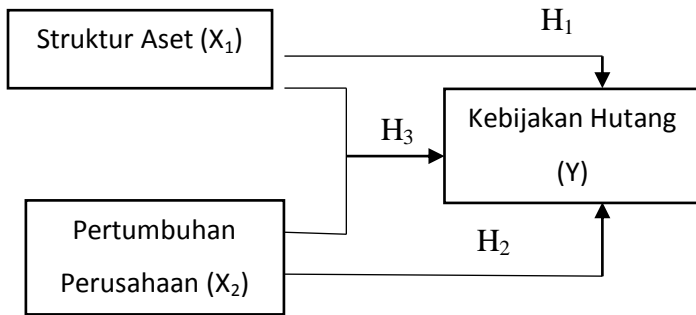 Struktur Aset (X₁)
H₁
Kebijakan Hutang
(Y)
H₃
Pertumbuhan
Perusahaan (X₂)
H₂